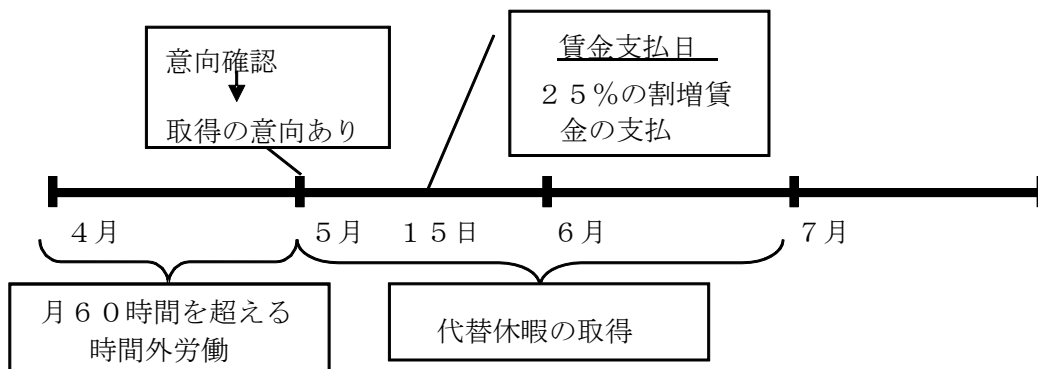 意向確認
取得の意向あり
賃金支払日
２５％の割増賃
金の支払
４月
５月
１５日
６月
７月
月６０時間を超える
時間外労働
代替休暇の取得